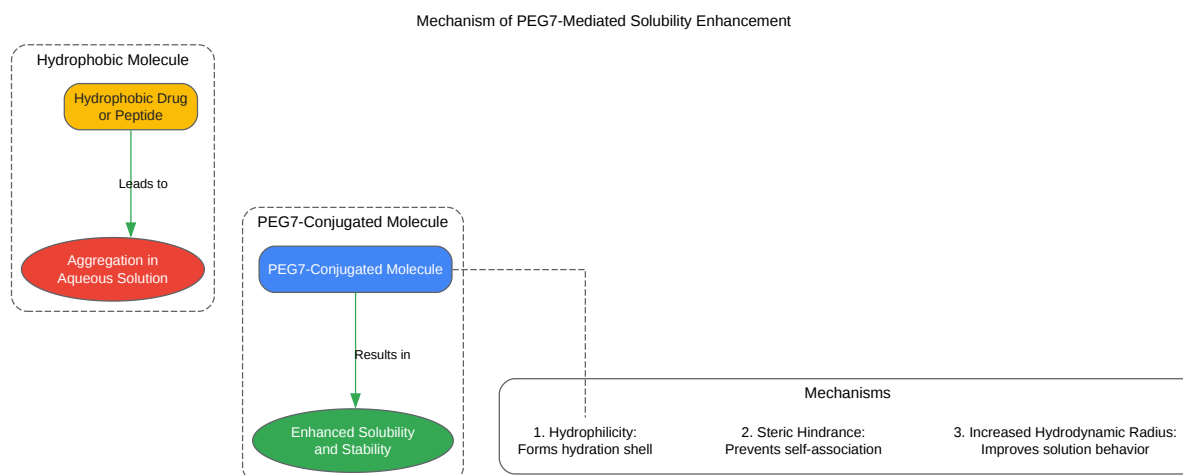 Mechanism of PEG7-Mediated Solubility Enhancement
Hydrophobic Molecule
Hydrophobic Drug
or Peptide
Leads to
Aggregation in
Aqueous Solution
PEG7-Conjugated Molecule
PEG7-Conjugated Molecule
Results in
Enhanced Solubility
and Stability
Mechanisms
1. Hydrophilicity:
Forms hydration shell
2. Steric Hindrance:
Prevents self-association
3. Increased Hydrodynamic Radius:
Improves solution behavior